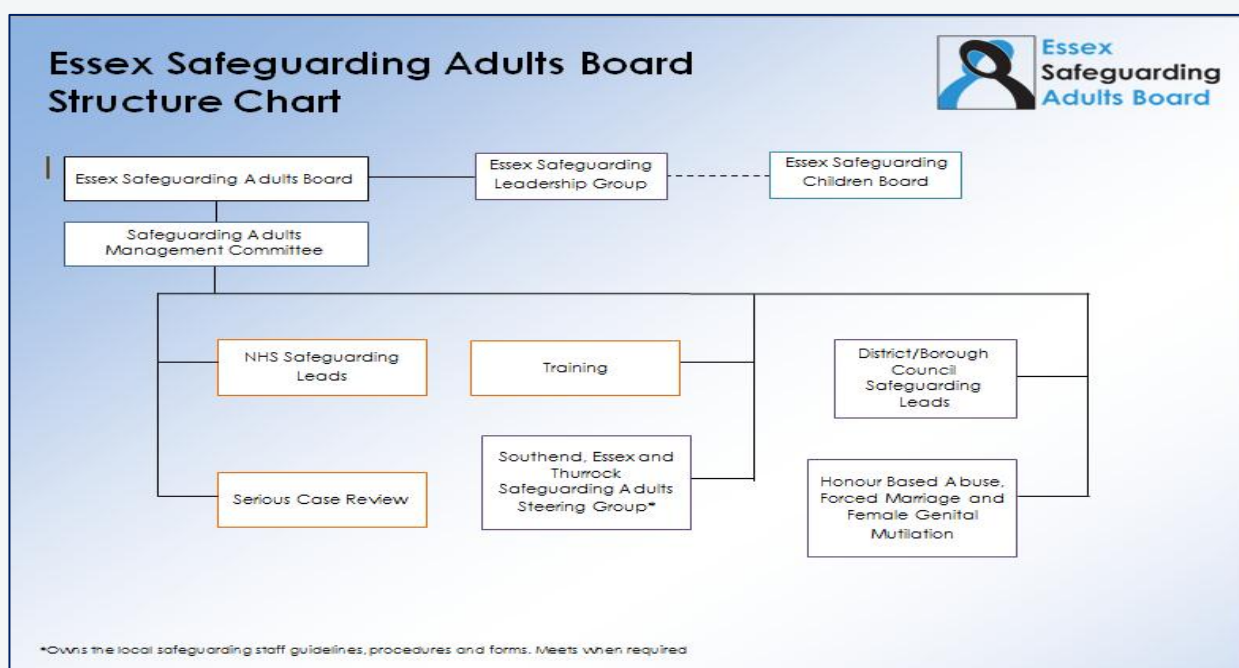 Essex Safeguarding Adults Board
Structure Chart
Essex
Safeguarding
Adults Board
Essex Safeguarding Adults Board
Essex Safeguarding
Leadership Group
Essex Safeguarding
Children Board
Safeguarding Adults
Management Committee
NHS Safeguarding
Leads
Training
District/Borough
Council
Safeguarding
Leads
Serious Case Review
Southend, Essex and
Thurrock
Safeguarding Adults
Steering Group*
Honour Based Abuse,
Forced Marriage and
Female Genital
Mutilation
*Owns the local safeguarding staff guidelines, procedures and forms. Meets when required